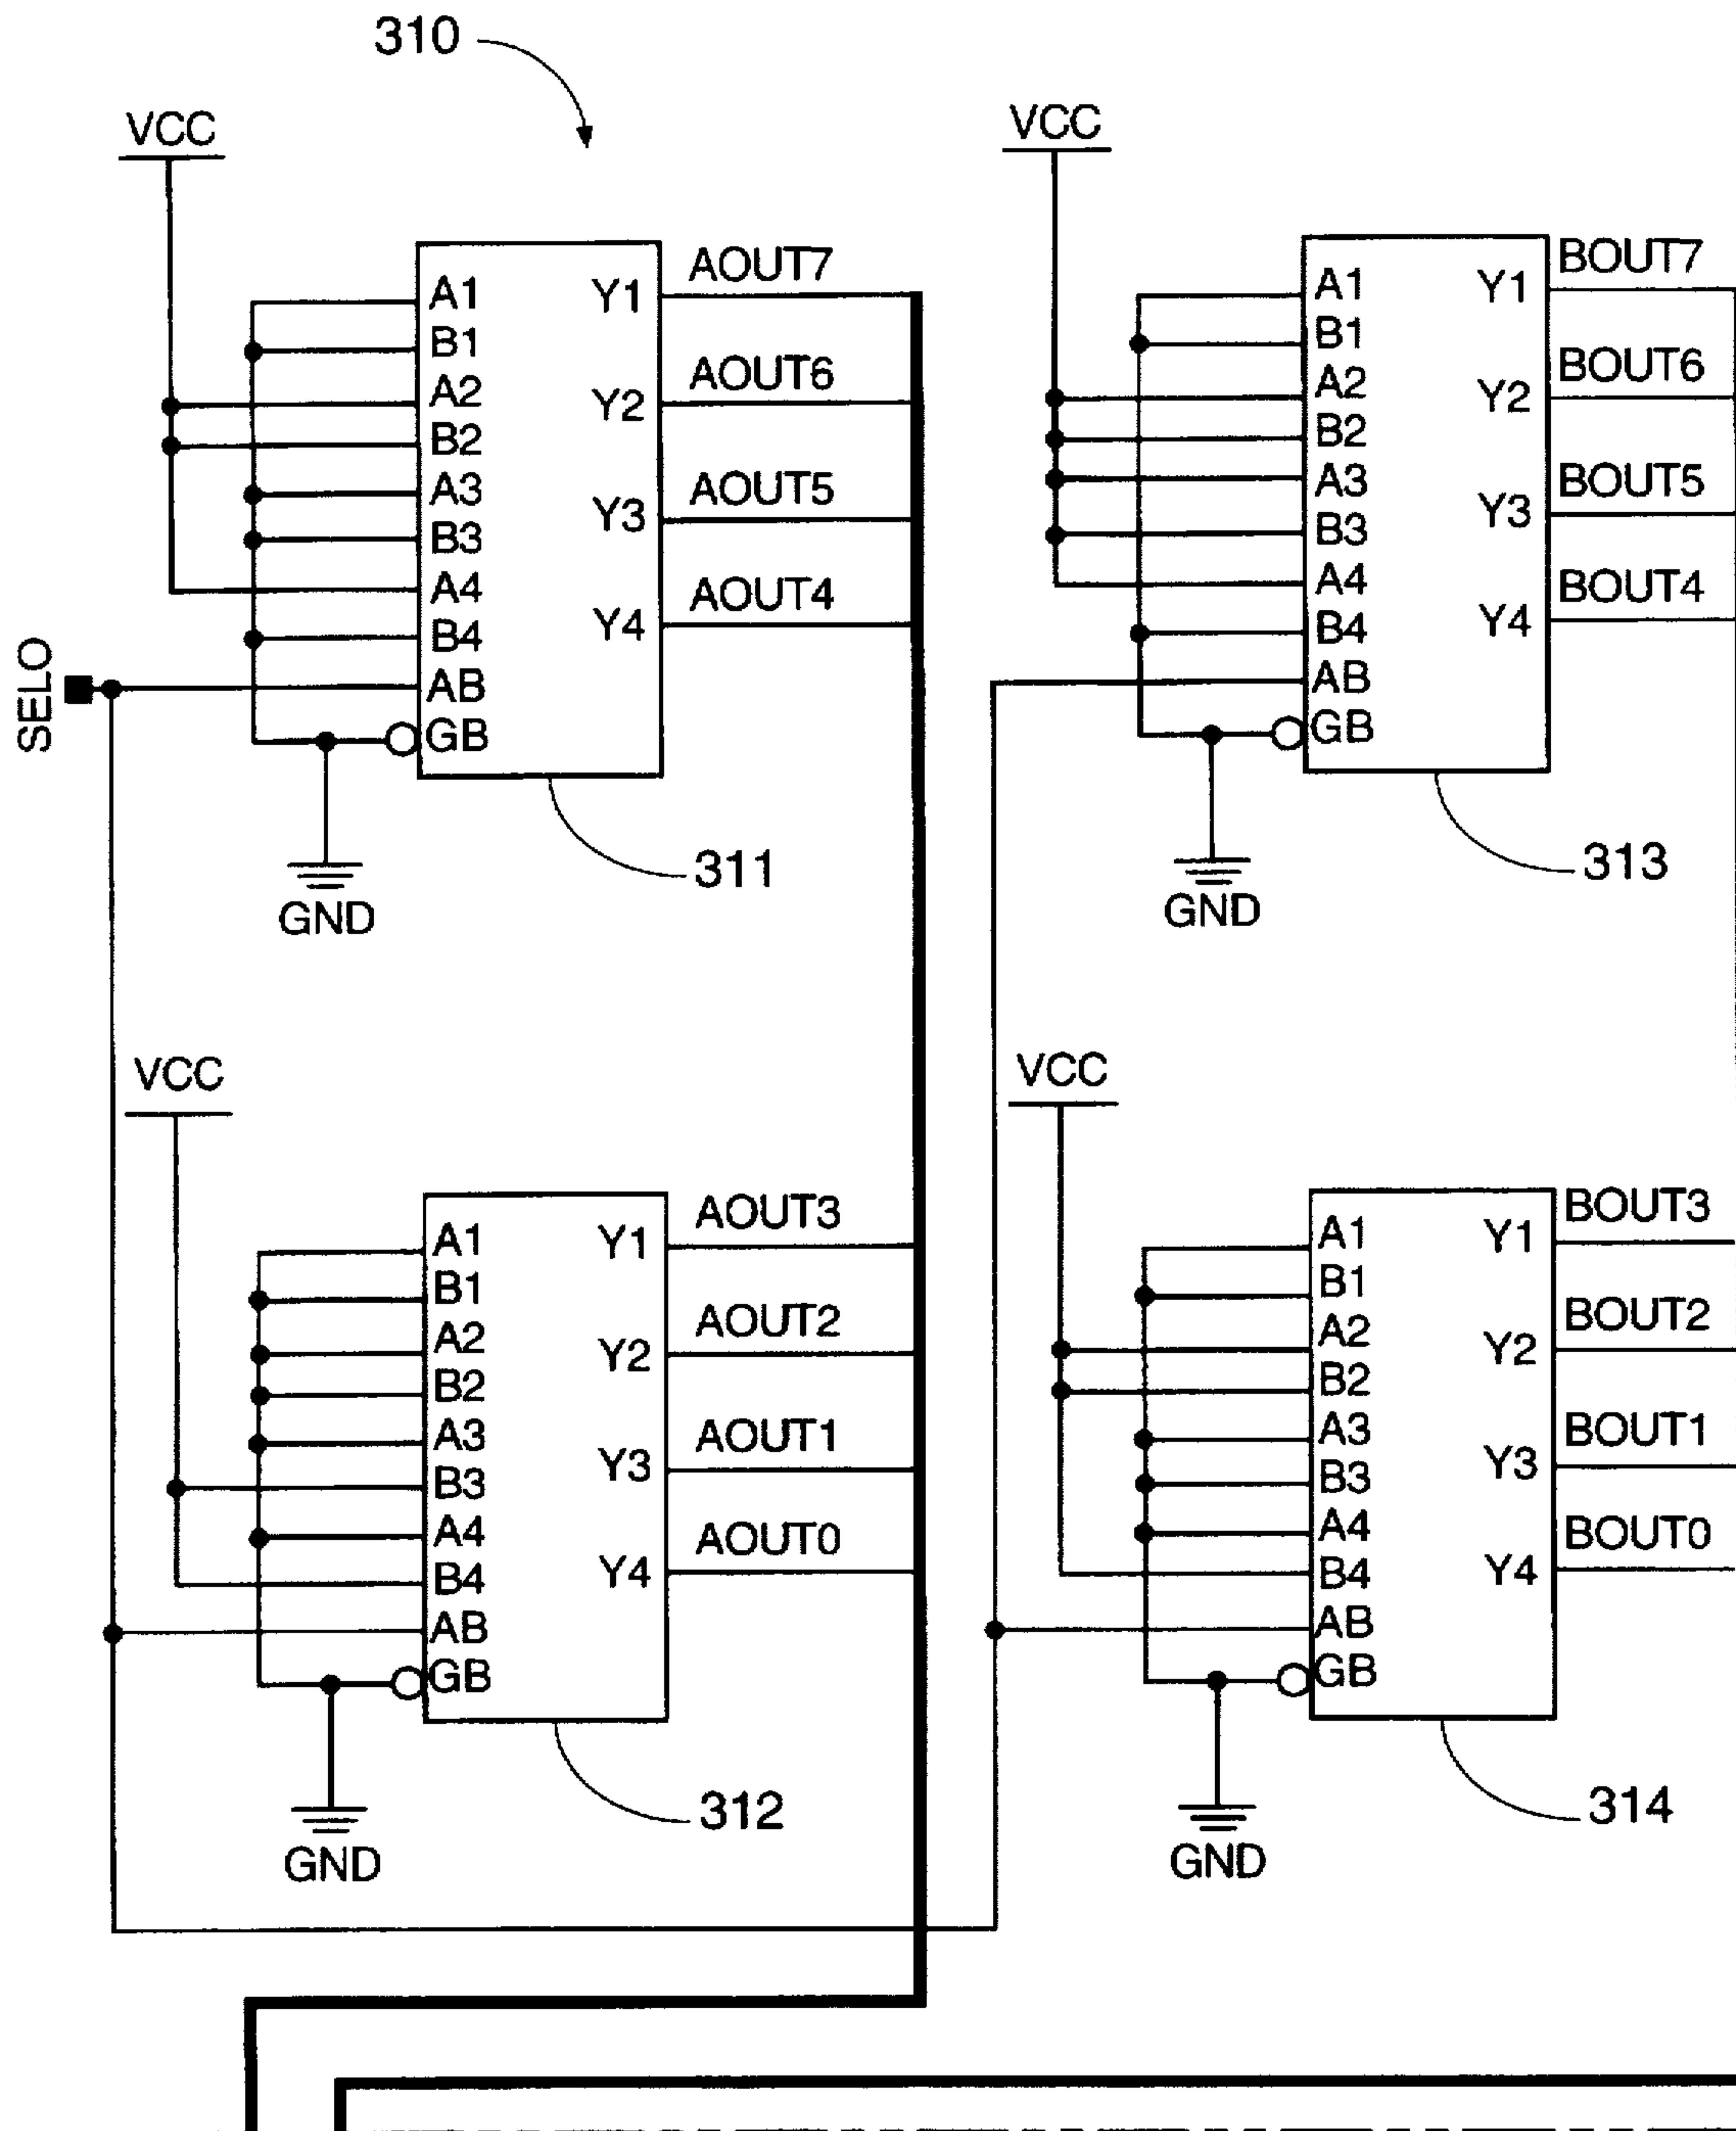 310
VCC
A1
B1
A2
B2
A3
B3
A4
B4
AB
GB
Y1
Y2
Y3
Y4
AOUT7
AOUT6
AOUT5
AOUT4
SELO
GND
311
VCC
A1
B1
A2
B2
A3
B3
A4
B4
AB
GB
Y1
Y2
Y3
Y4
BOUT7
BOUT6
BOUT5
BOUT4
GND
313
VCC
A1
B1
A2
B2
A3
B3
A4
B4
AB
GB
Y1
Y2
Y3
Y4
AOUT3
AOUT2
AOUT1
AOUT0
GND
312
VCC
A1
B1
A2
B2
A3
B3
A4
B4
AB
GB
Y1
Y2
Y3
Y4
BOUT3
BOUT2
BOUT1
BOUT0
GND
314